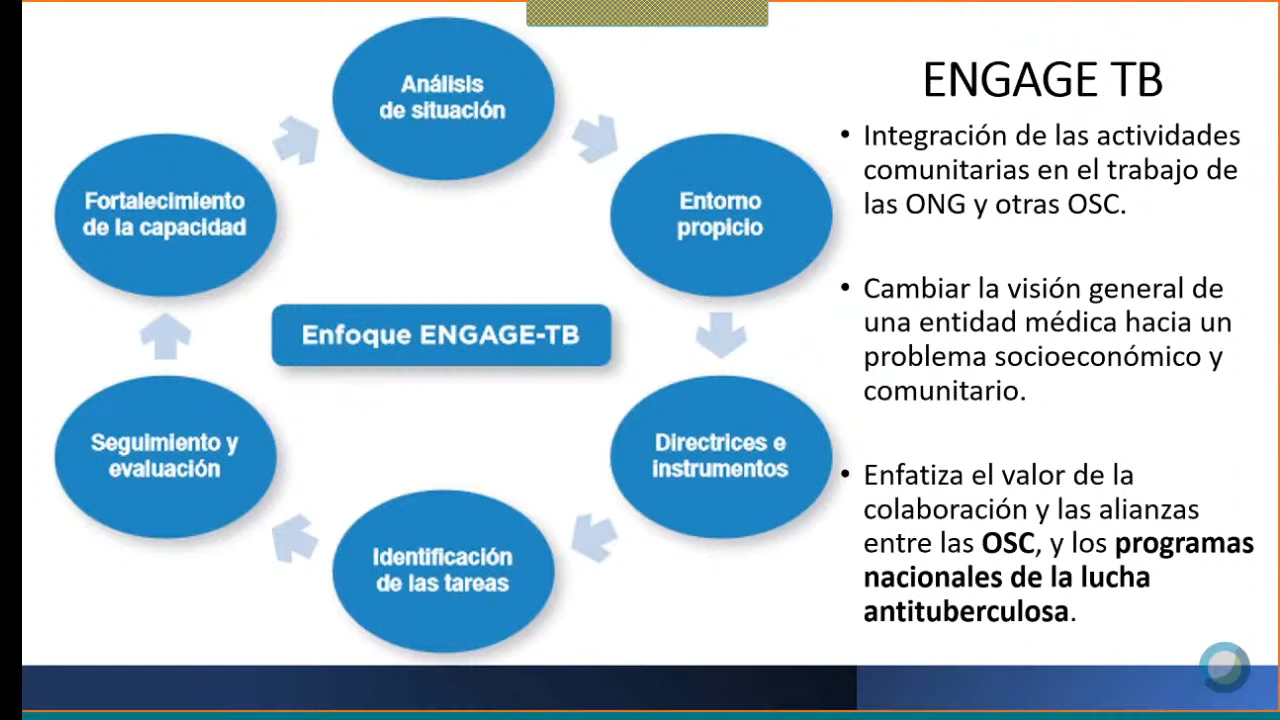 Análisis
de situación
Entorno
propicio
Directrices e
instrumentos
Identificación
de las tareas
Seguimiento y
evaluación
Fortalecimiento
de la capacidad
Enfoque ENGAGE-TB
ENGAGE TB
• Integración de las actividades
comunitarias en el trabajo de
las ONG y otras OSC.
• Cambiar la visión general de
una entidad médica hacia un
problema socioeconómico y
comunitario.
• Enfatiza el valor de la
colaboración y las alianzas
entre las OSC, y los programas
nacionales de la lucha
antituberculosa.